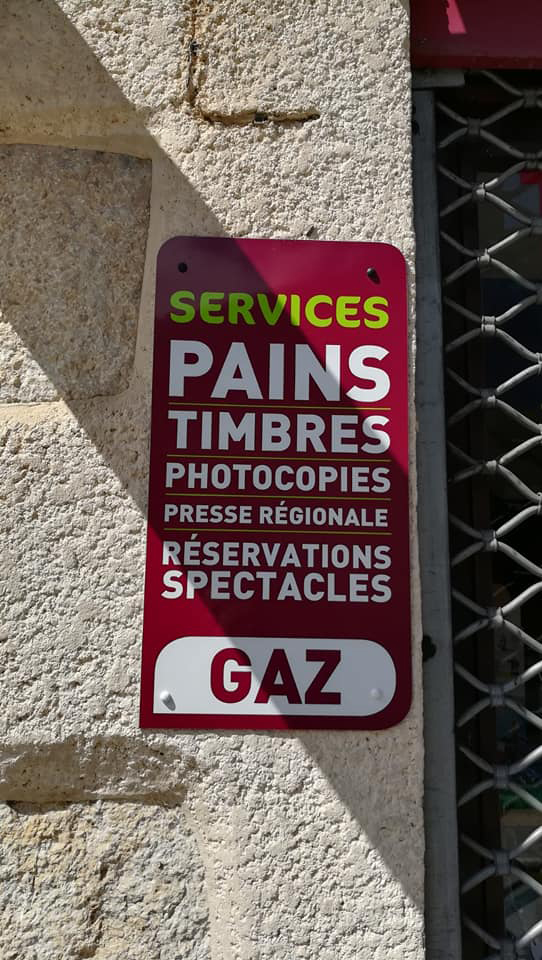 SERVICES
PAINS
TIMBRES
PHOTOCOPIES
PRESSE RÉGIONALE
RÉSERVATIONS
SPECTACLES
GAZ